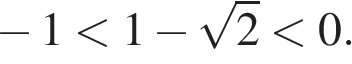 − 1 < 1 − √2 < 0.